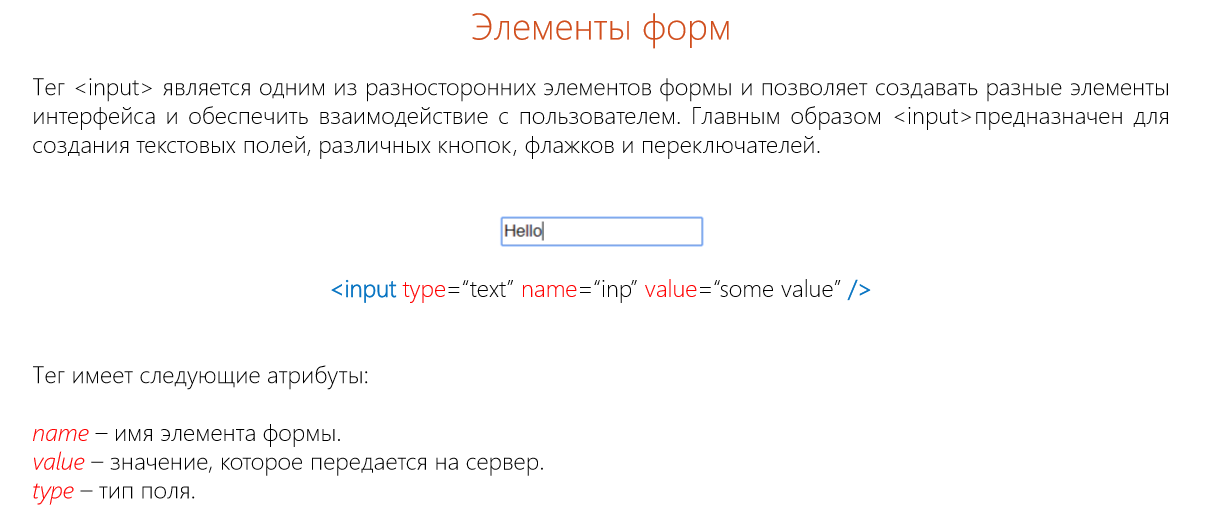 Элементы форм
Тег <input> является одним из разносторонних элементов формы и позволяет создавать разные элементы
интерфейса и обеспечить взаимодействие с пользователем. Главным образом <input>предназначен для
создания текстовых полей, различных кнопок, флажков и переключателей.
Hello
<input type=“text” name=“inp” value=“some value” />
Тег имеет следующие атрибуты:
name – имя элемента формы.
value – значение, которое передается на сервер.
type – тип поля.